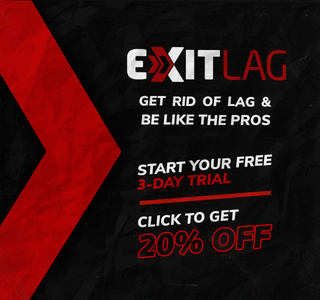 EXITLAG
GET RID OF LAG &
BE LIKE THE PROS
START YOUR FREE
3-DAY TRIAL
CLICK TO GET
20% OFF